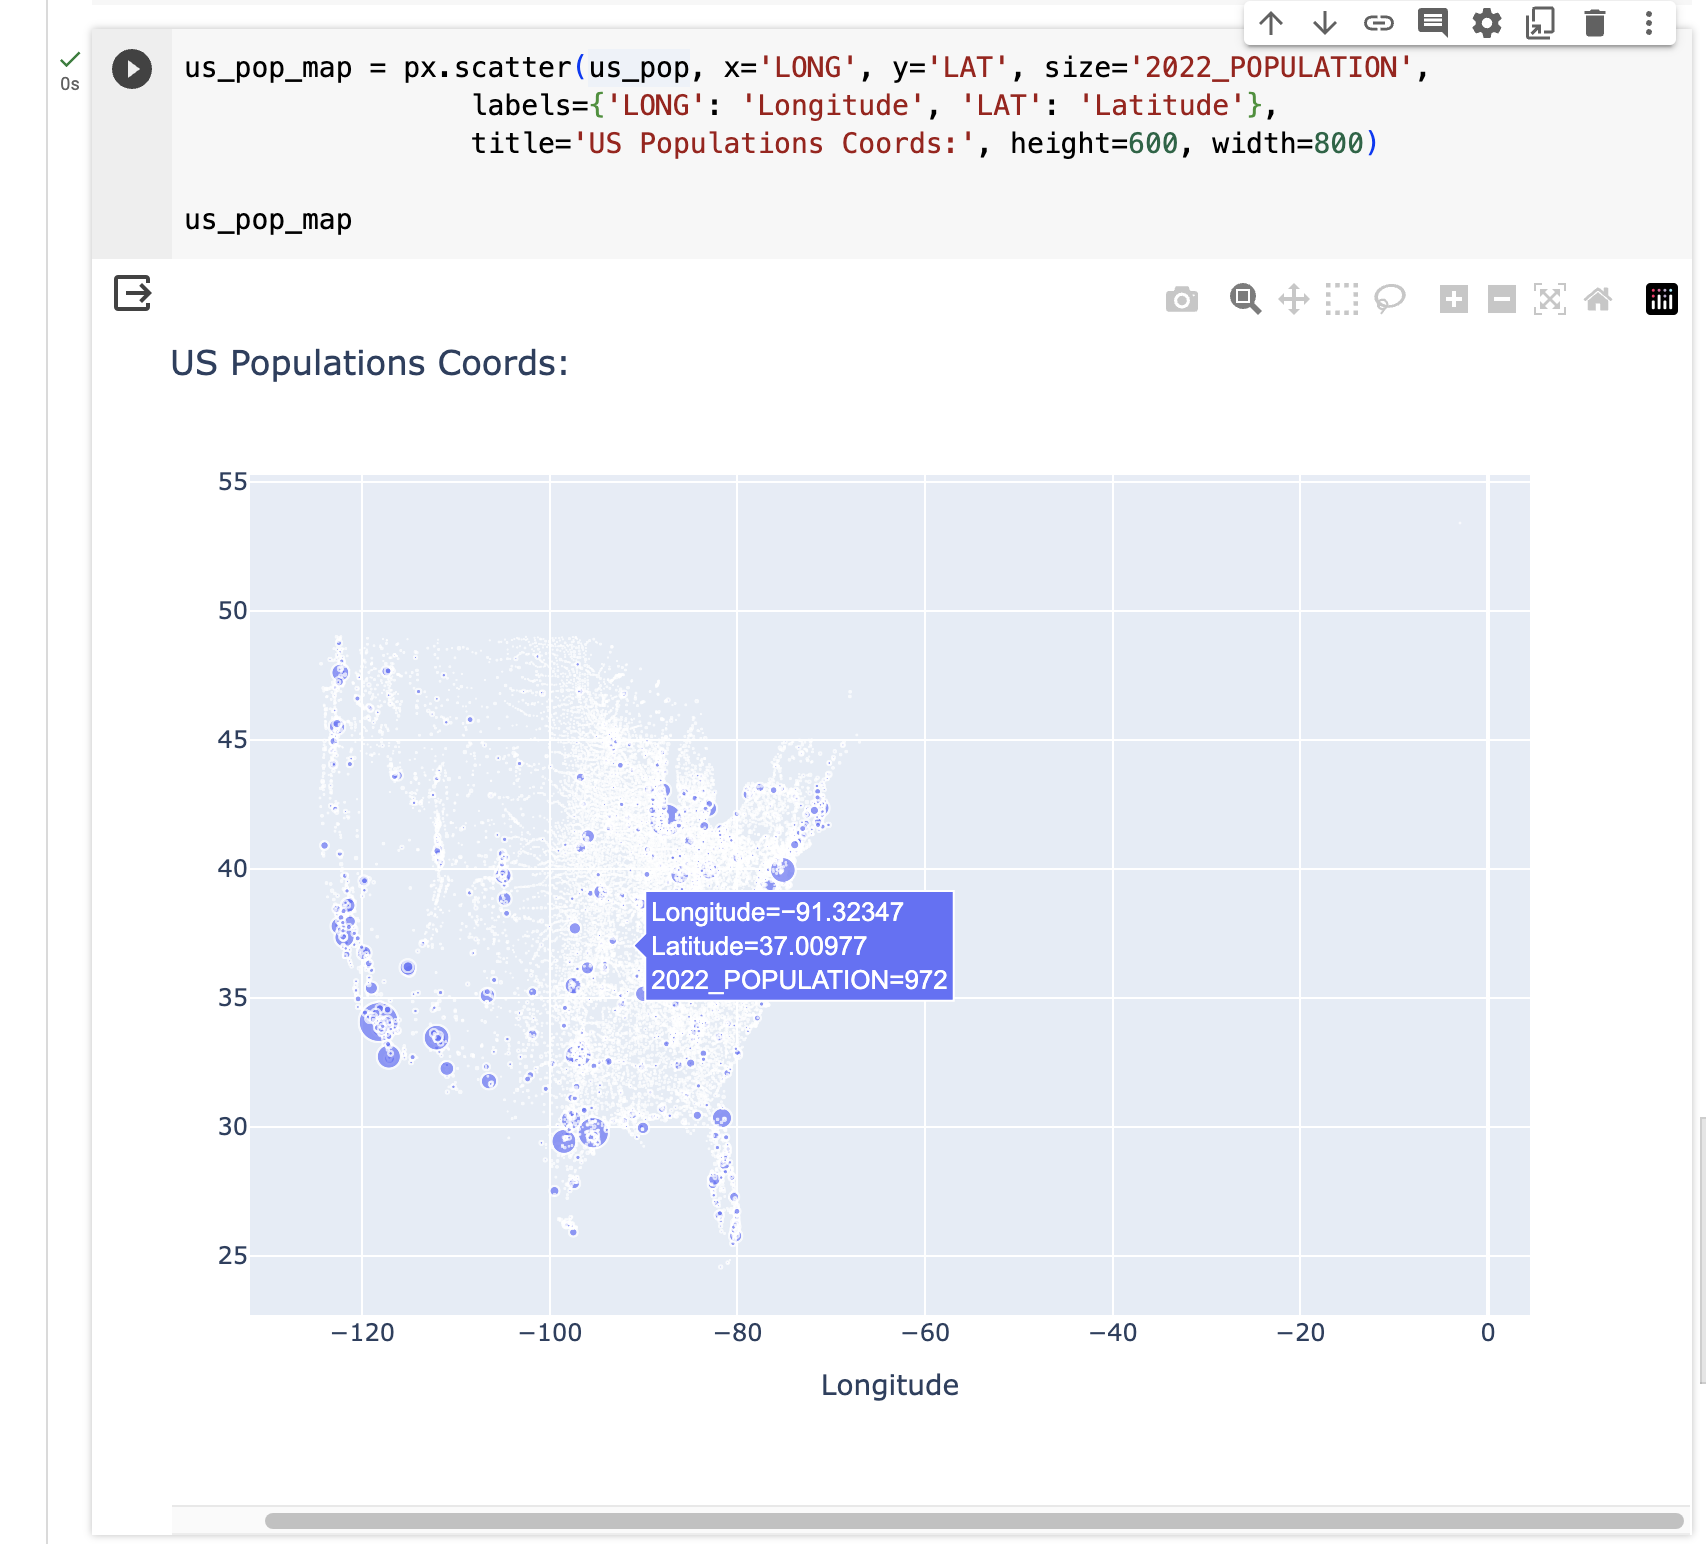 us_pop_map = px.scatter(us_pop, x='LONG', y='LAT', size='2022_POPULATION',
labels={'LONG': 'Longitude', 'LAT': 'Latitude'},
title='US Populations Coords:', height=600, width=800)
us_pop_map
0s
US Populations Coords:
55
50
45
40
35
30
25
Longitude=−91.32347
Latitude=37.00977
2022_POPULATION=972
−120
−100
−80
−60
−40
−20
0
Longitude